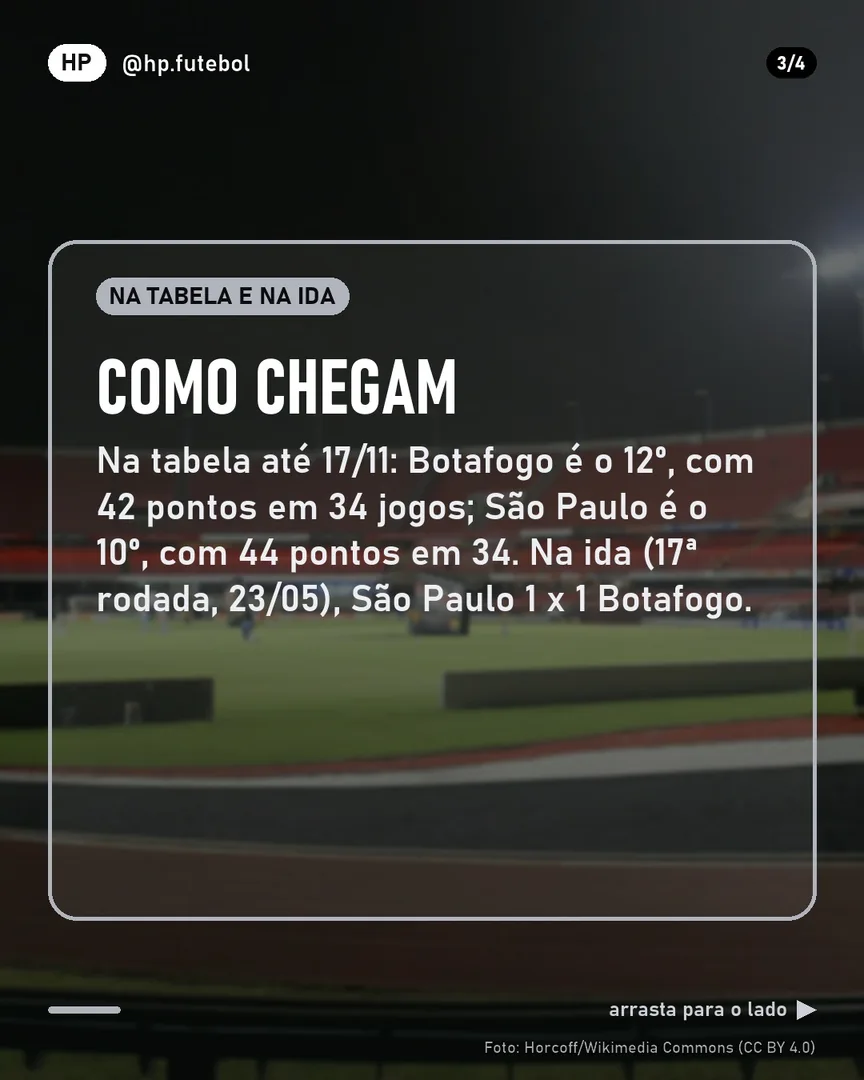 HP @hp.futebol
3/4
NA TABELA E NA IDA
COMO CHEGAM
Na tabela até 17/11: Botafogo é o 12º, com
42 pontos em 34 jogos; São Paulo é o
10º, com 44 pontos em 34. Na ida (17ª
rodada, 23/05), São Paulo 1 x 1 Botafogo.
arrasta para o lado ▶
Foto: Horcoff/Wikimedia Commons (CC BY 4.0)